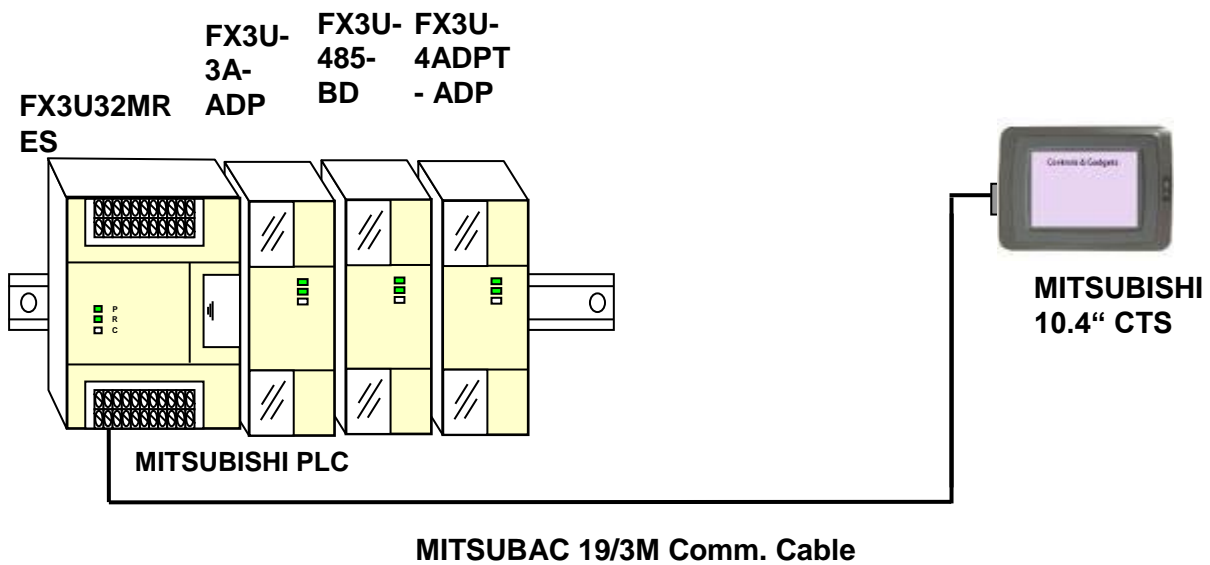 FX3U-
3A-
ADP
FX3U-
485-
BD
FX3U-
4ADPT
- ADP
FX3U32MR
ES
P
R
C
Controls & Gadgets
MITSUBISHI
10.4“ CTS
MITSUBISHI PLC
MITSUBAC 19/3M Comm. Cable